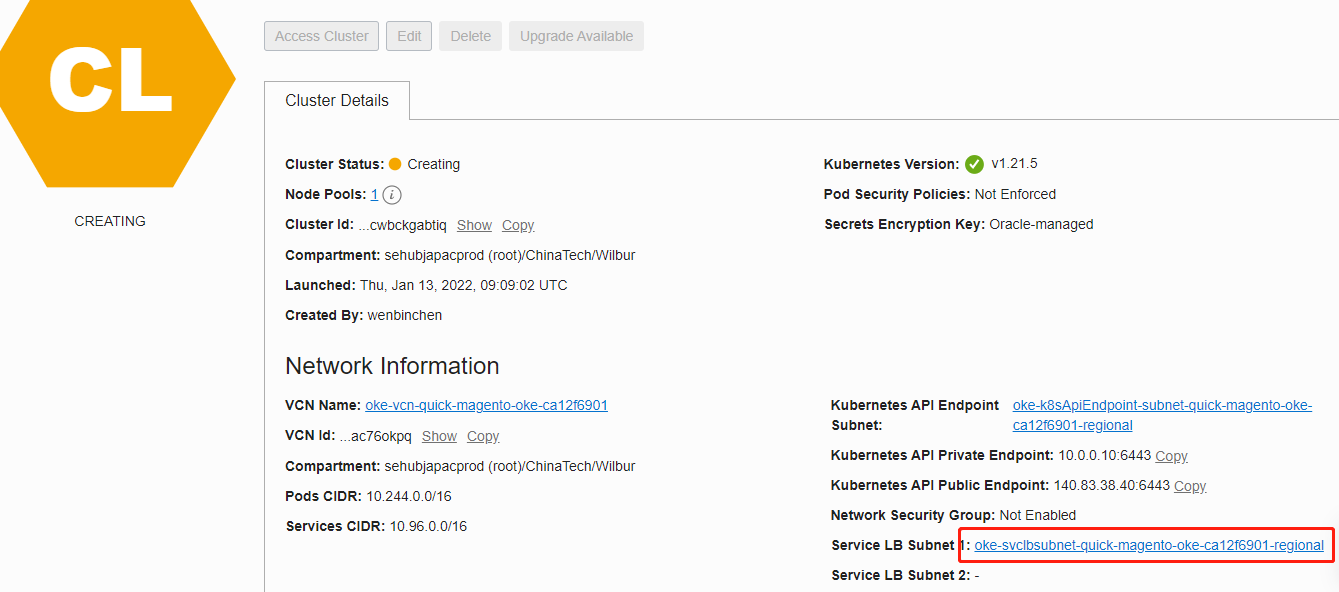 CL
CREATING
Access Cluster Edit Delete Upgrade Available
Cluster Details
Cluster Status: Creating
Node Pools: 1 i
Cluster Id: ...cwbckgabtiq Show Copy
Compartment: sehubjapacprod (root)/ChinaTech/Wilbur
Launched: Thu, Jan 13, 2022, 09:09:02 UTC
Created By: wenbinchen
Kubernetes Version: v1.21.5
Pod Security Policies: Not Enforced
Secrets Encryption Key: Oracle-managed
Network Information
VCN Name: oke-vcn-quick-magento-oke-ca12f6901
VCN Id: ...ac76okpq Show Copy
Compartment: sehubjapacprod (root)/ChinaTech/Wilbur
Pods CIDR: 10.244.0.0/16
Services CIDR: 10.96.0.0/16
Kubernetes API Endpoint oke-k8sApiEndpoint-subnet-quick-magento-oke-
Subnet: ca12f6901-regional
Kubernetes API Private Endpoint: 10.0.0.10:6443 Copy
Kubernetes API Public Endpoint: 140.83.38.40:6443 Copy
Network Security Group: Not Enabled
Service LB Subnet 1: oke-svclbsubnet-quick-magento-oke-ca12f6901-regional
Service LB Subnet 2: -